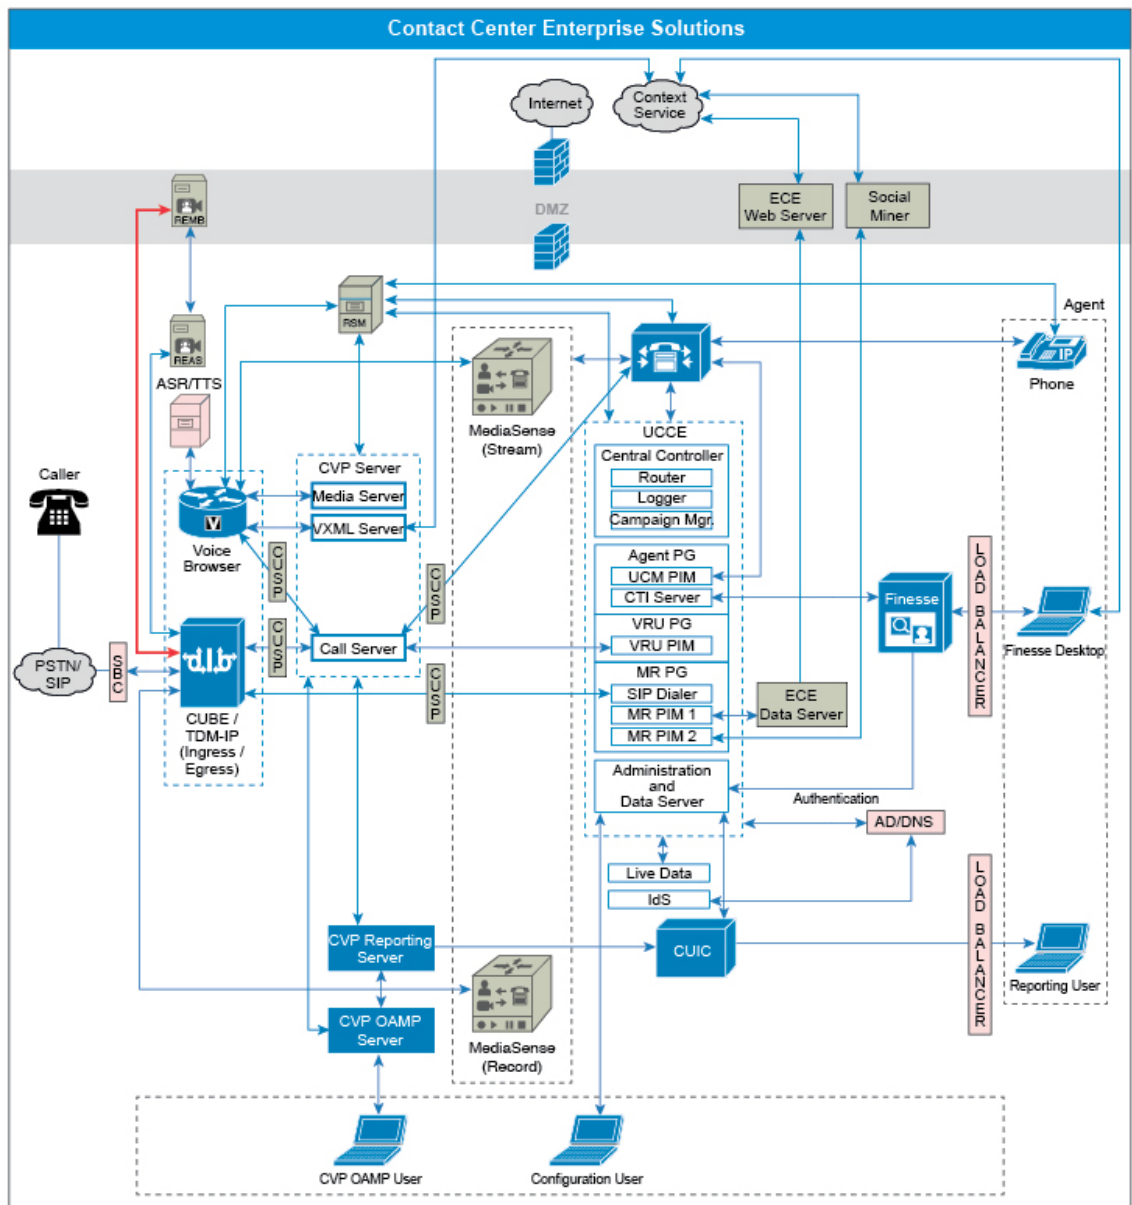 Contact Center Enterprise Solutions
Internet
Context
Service
DMZ
REMB
ECE
Web Server
Social
Miner
RSM
REAS
ASR/TTS
Agent
IP
Phone
MediaSense
(Stream)
UCCE
Central Controller
Router
Logger
Campaign Mgr.
CVP Server
Media Server
VXML Server
Call Server
Caller
V
Voice
Browser
CUSP
CUSP
CUSP
CUSP
Agent PG
UCM PIM
CTI Server
VRU PG
VRU PIM
MR PG
SIP Dialer
MR PIM 1
MR PIM 2
Finesse
LOAD BALANCER
Finesse Desktop
PSTN/
SIP
SBC
d.l.b
CUBE /
TDM-IP
(Ingress /
Egress)
ECE
Data Server
Administration
and
Data Server
Authentication
AD/DNS
Live Data
IdS
CVP Reporting
Server
CUIC
LOAD BALANCER
Reporting User
CVP OAMP
Server
MediaSense
(Record)
CVP OAMP User
Configuration User